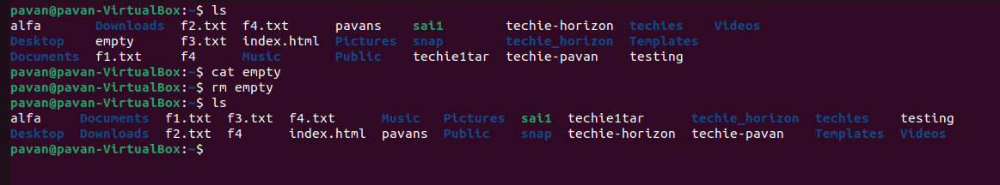 pavan@pavan-VirtualBox:~$ ls
alfa Downloads f2.txt f4.txt pavans sai1 techie-horizon techies Videos
Desktop empty f3.txt index.html Pictures snap techie_horizon Templates
Documents f1.txt f4 Music Public techie1tar techie-pavan testing
pavan@pavan-VirtualBox:~$ cat empty
pavan@pavan-VirtualBox:~$ rm empty
pavan@pavan-VirtualBox:~$ ls
alfa Documents f1.txt f3.txt f4.txt Music Pictures sai1 techie1tar techie_horizon techies testing
Desktop Downloads f2.txt f4 index.html pavans Public snap techie-horizon techie-pavan Templates Videos
pavan@pavan-VirtualBox:~$